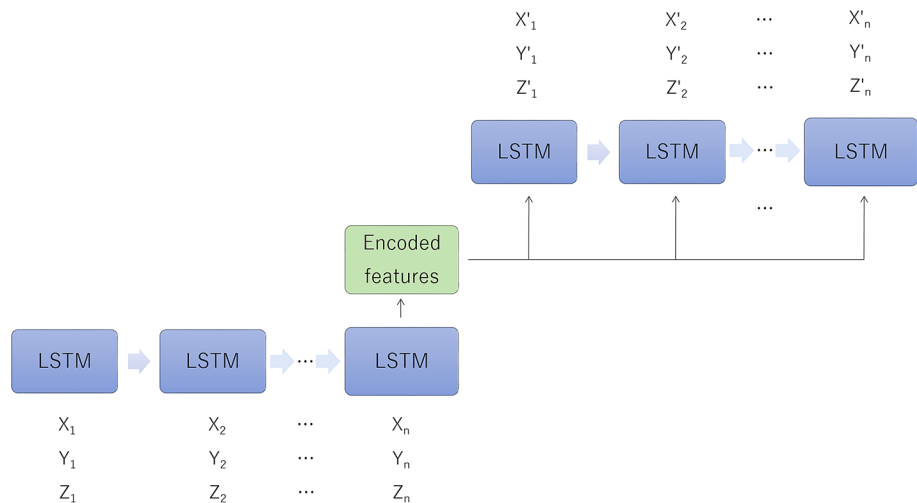 X'₁ X'₂ ··· X'ₙ
Y'₁ Y'₂ ··· Y'ₙ
Z'₁ Z'₂ ··· Z'ₙ
LSTM LSTM ··· LSTM
···
Encoded
features
LSTM LSTM ··· LSTM
X₁ X₂ ··· Xₙ
Y₁ Y₂ ··· Yₙ
Z₁ Z₂ ··· Zₙ